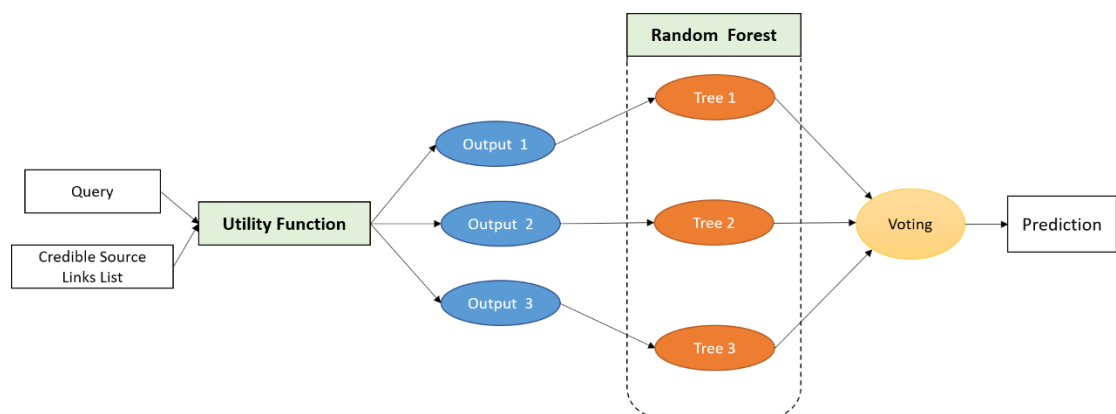 Random Forest
Tree 1
Output 1
Query
Utility Function
Output 2
Tree 2
Voting
Prediction
Credible Source
Links List
Output 3
Tree 3